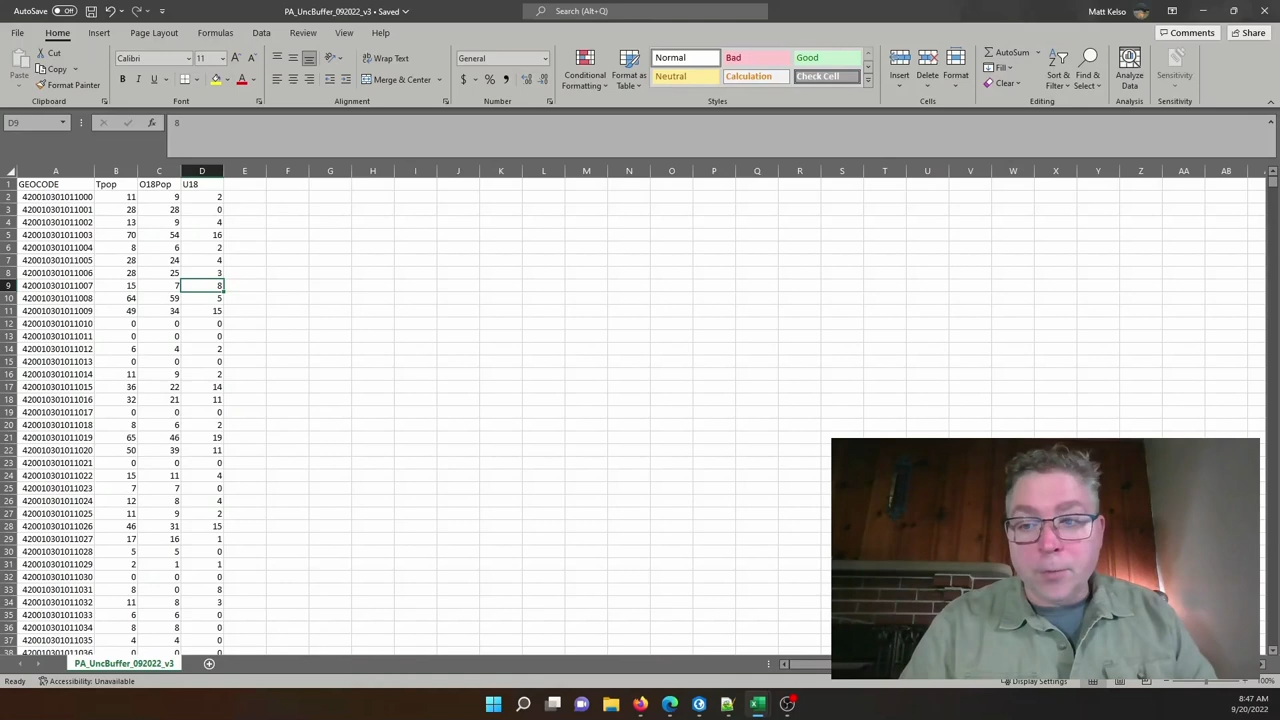 AutoSave Off PA_UncBuffer_092022_v3 • Saved Search (Alt+Q) Matt Kelso
File Home Insert Page Layout Formulas Data Review View Help Comments Share
Cut
Copy
Format Painter
Paste
Calibri 11
B I U
Wrap Text
Merge & Center
General
$ % ,
Conditional Formatting
Format as Table
Normal Bad Good
Neutral Calculation Check Cell
Insert Delete Format
AutoSum
Fill
Clear
Sort & Filter
Find & Select
Analyze Data
Sensitivity
Clipboard Font Alignment Number Styles Cells Editing Analysis Sensitivity
D9 fx 8
A B C D E F G H I J K L M N O P Q R S T U V W X Y Z AA AB
1 GEOCODE Tpop O18Pop U18
2 420010301011000 11 9 2
3 420010301011001 28 28 0
4 420010301011002 13 9 4
5 420010301011003 70 54 16
6 420010301011004 8 6 2
7 420010301011005 28 24 4
8 420010301011006 28 25 3
9 420010301011007 15 7 8
10 420010301011008 64 59 5
11 420010301011009 49 34 15
12 420010301011010 0 0 0
13 420010301011011 0 0 0
14 420010301011012 6 4 2
15 420010301011013 0 0 0
16 420010301011014 11 9 2
17 420010301011015 36 22 14
18 420010301011016 32 21 11
19 420010301011017 0 0 0
20 420010301011018 8 6 2
21 420010301011019 65 46 19
22 420010301011020 50 39 11
23 420010301011021 0 0 0
24 420010301011022 15 11 4
25 420010301011023 7 7 0
26 420010301011024 12 8 4
27 420010301011025 11 9 2
28 420010301011026 46 31 15
29 420010301011027 17 16 1
30 420010301011028 5 5 0
31 420010301011029 2 1 1
32 420010301011030 0 0 0
33 420010301011031 8 0 8
34 420010301011032 11 8 3
35 420010301011033 6 6 0
36 420010301011034 8 8 0
37 420010301011035 4 4 0
38 420010301011036 0 0 0
PA_UncBuffer_092022_v3
Ready Accessibility: Unavailable Display Settings 100%
8:47 AM
9/20/2022